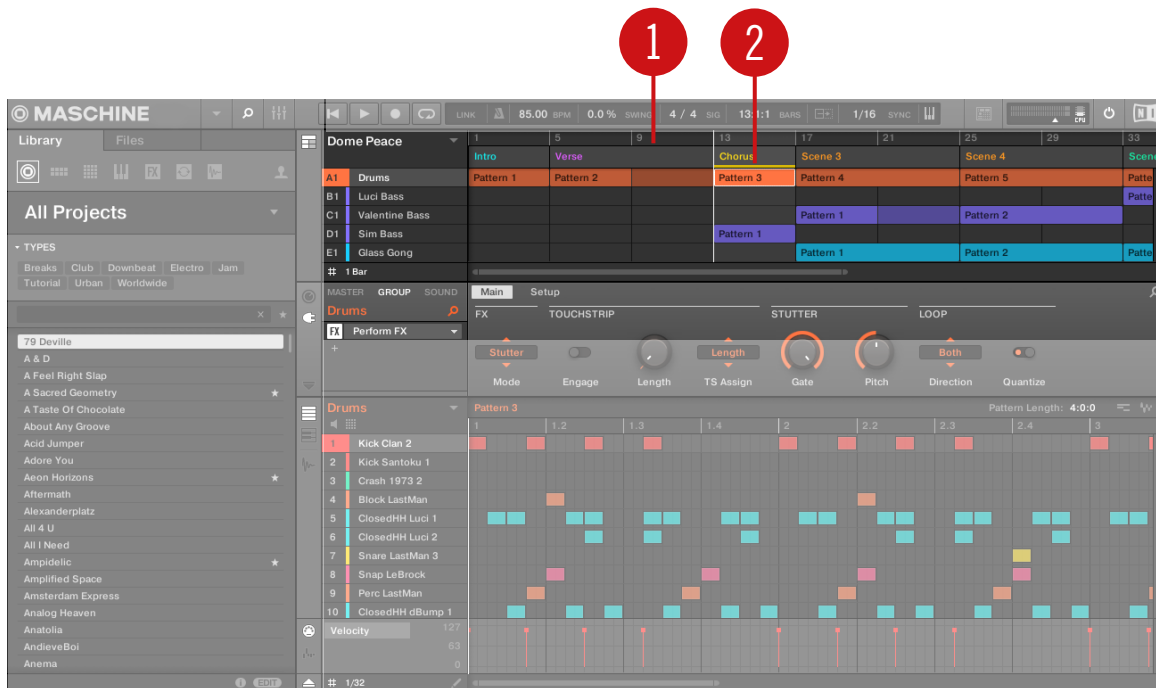 1 2
MASCHINE
LINK 85.00 BPM 0.0 % SWING 4 / 4 SIG 13:1:1 BARS 1/16 SYNC CPU
Library Files
All Projects
TYPES
Breaks Club Downbeat Electro Jam
Tutorial Urban Worldwide
79 Deville
A & D
A Feel Right Slap
A Sacred Geometry
A Taste Of Chocolate
About Any Groove
Acid Jumper
Adore You
Aeon Horizons
Aftermath
Alexanderplatz
All 4 U
All I Need
Ampidelic
Amplified Space
Amsterdam Express
Analog Heaven
Anatolia
AndieveBoi
Anema
EDIT
Dome Peace 1 5 9 13 17 21 25 29 33
Intro Verse Chorus Scene 3 Scene 4 Scene
A1 Drums Pattern 1 Pattern 2 Pattern 3 Pattern 4 Pattern 5 Patte
B1 Luci Bass Patte
C1 Valentine Bass Pattern 1 Pattern 2
D1 Sim Bass Pattern 1
E1 Glass Gong Pattern 1 Pattern 2 Patte
1 Bar
MASTER GROUP SOUND Main Setup
Drums FX TOUCHSTRIP STUTTER LOOP
FX Perform FX
+ Stutter Length Both
Mode Engage Length TS Assign Gate Pitch Direction Quantize
Drums Pattern 3 Pattern Length: 4:0:0
1 1.2 1.3 1.4 2 2.2 2.3 2.4 3
1 Kick Clan 2
2 Kick Santoku 1
3 Crash 1973 2
4 Block LastMan
5 ClosedHH Luci 1
6 ClosedHH Luci 2
7 Snare LastMan 3
8 Snap LeBrock
9 Perc LastMan
10 ClosedHH dBump 1
Velocity 127
63
0
1/32